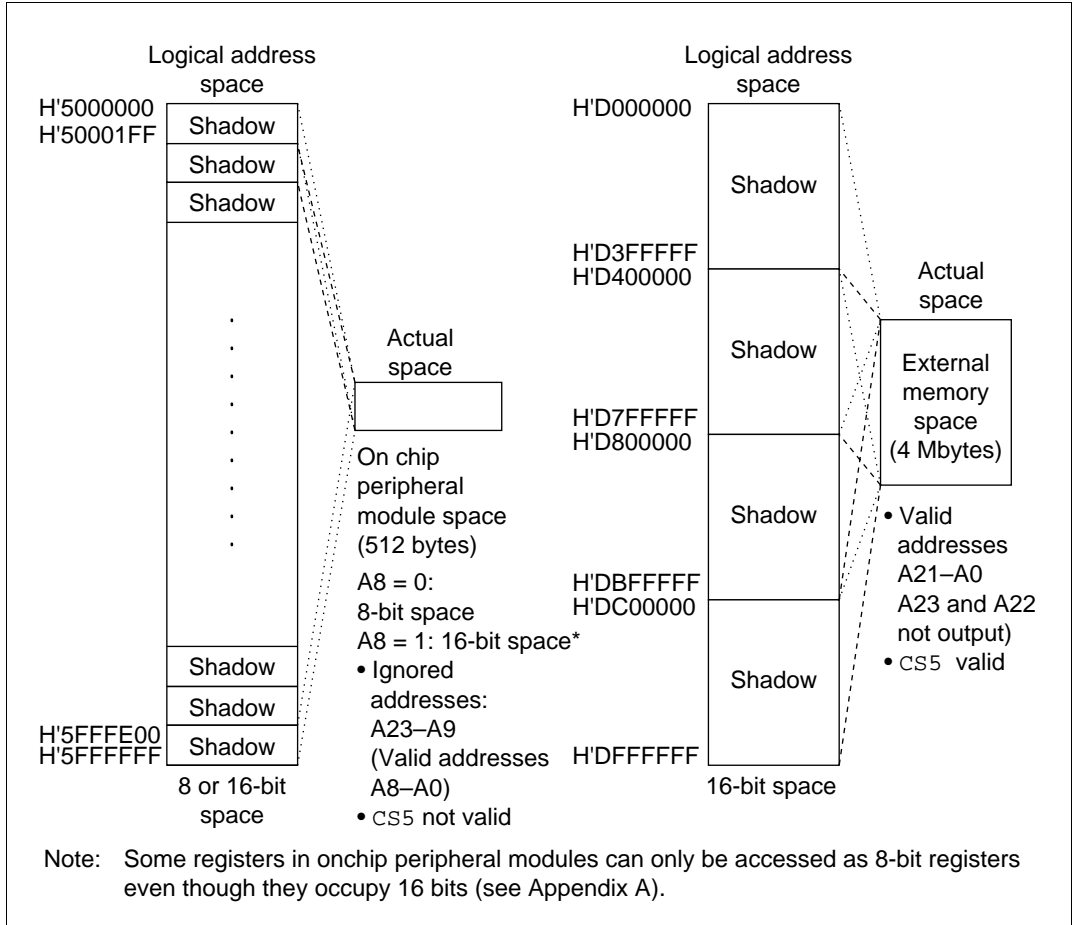 Logical address
space
H'5000000
H'50001FF
Shadow
Shadow
Shadow
Actual
space
On chip
peripheral
module space
(512 bytes)
A8 = 0:
8-bit space
A8 = 1: 16-bit space*
• Ignored
addresses:
A23–A9
(Valid addresses
A8–A0)
• CS5 not valid
Shadow
Shadow
H'5FFFE00
H'5FFFFFF
Shadow
8 or 16-bit
space
Logical address
space
H'D000000
Shadow
H'D3FFFFF
H'D400000
Shadow
H'D7FFFFF
H'D800000
Shadow
H'DBFFFFF
H'DC00000
Shadow
H'DFFFFFF
16-bit space
Actual
space
External
memory
space
(4 Mbytes)
• Valid
addresses
A21–A0
A23 and A22
not output)
• CS5 valid
Note: Some registers in onchip peripheral modules can only be accessed as 8-bit registers
even though they occupy 16 bits (see Appendix A).